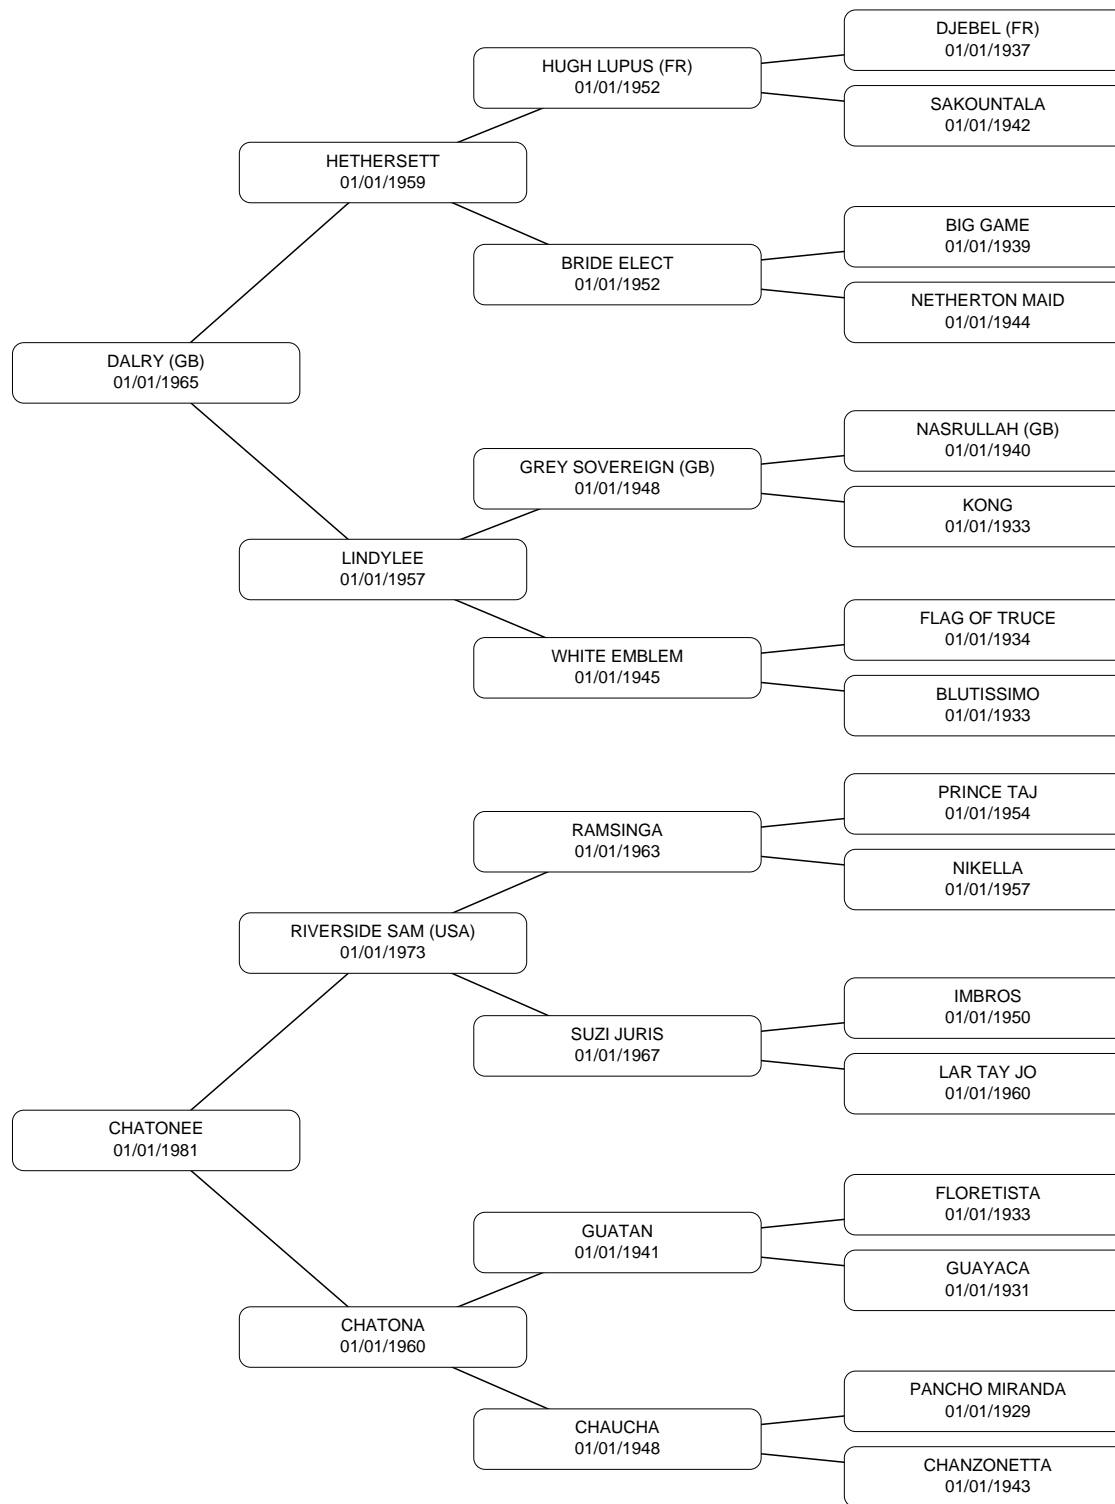 DJEBEL (FR)
01/01/1937
HUGH LUPUS (FR)
01/01/1952
SAKOUNTALA
01/01/1942
HETHERSETT
01/01/1959
BIG GAME
01/01/1939
BRIDE ELECT
01/01/1952
NETHERTON MAID
01/01/1944
DALRY (GB)
01/01/1965
NASRULLAH (GB)
01/01/1940
GREY SOVEREIGN (GB)
01/01/1948
KONG
01/01/1933
LINDYLEE
01/01/1957
FLAG OF TRUCE
01/01/1934
WHITE EMBLEM
01/01/1945
BLUTISSIMO
01/01/1933
PRINCE TAJ
01/01/1954
RAMSINGA
01/01/1963
NIKELLA
01/01/1957
RIVERSIDE SAM (USA)
01/01/1973
IMBROS
01/01/1950
SUZI JURIS
01/01/1967
LAR TAY JO
01/01/1960
CHATONEE
01/01/1981
FLORETISTA
01/01/1933
GUATAN
01/01/1941
GUAYACA
01/01/1931
CHATONA
01/01/1960
PANCHO MIRANDA
01/01/1929
CHAUCHA
01/01/1948
CHANZONETTA
01/01/1943